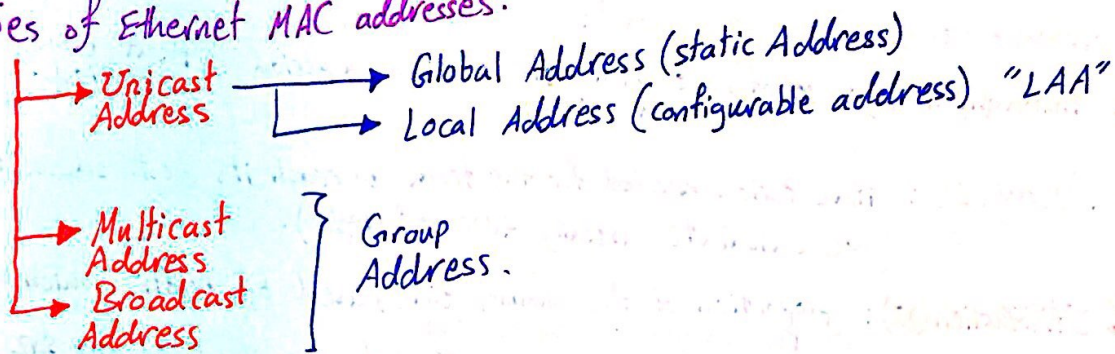 of Ethernet MAC addresses.
Unicast
Address
Global Address (static Address)
Local Address (configurable address) "LAA"
Multicast
Address
Broadcast
Address
Group
Address.